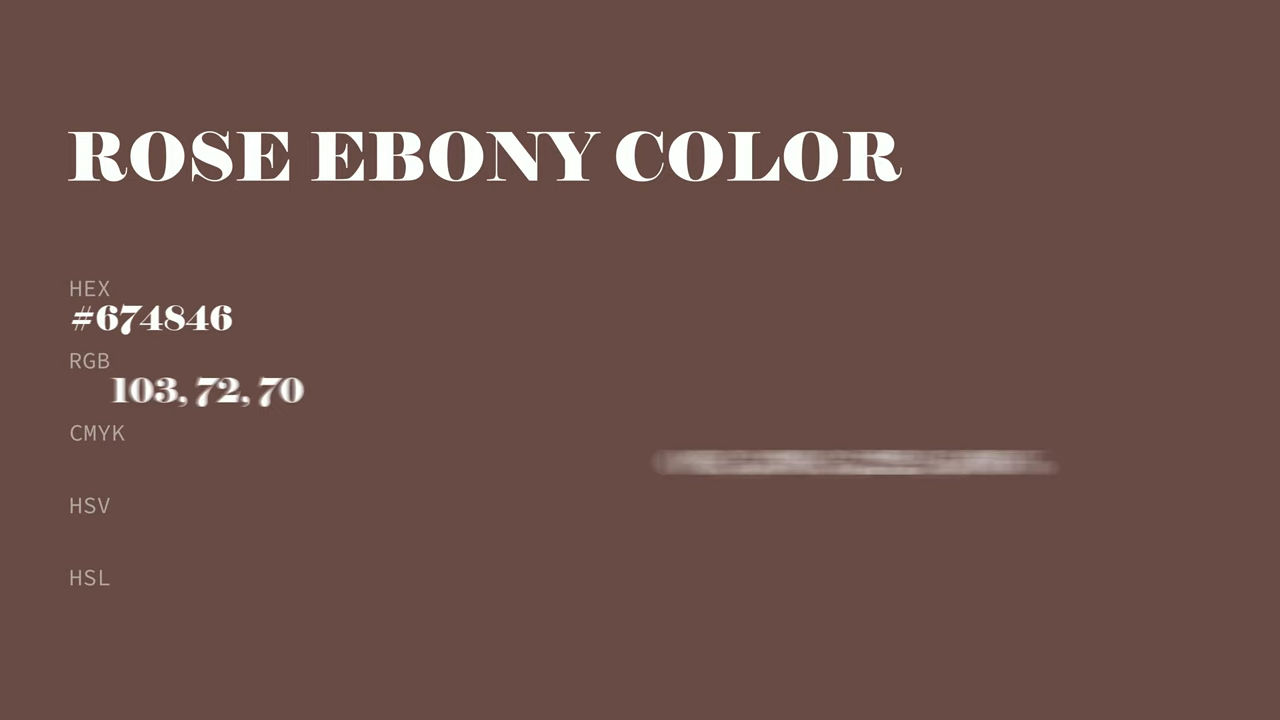 ROSE EBONY COLOR
HEX
#674846
RGB
103, 72, 70
CMYK
HSV
HSL